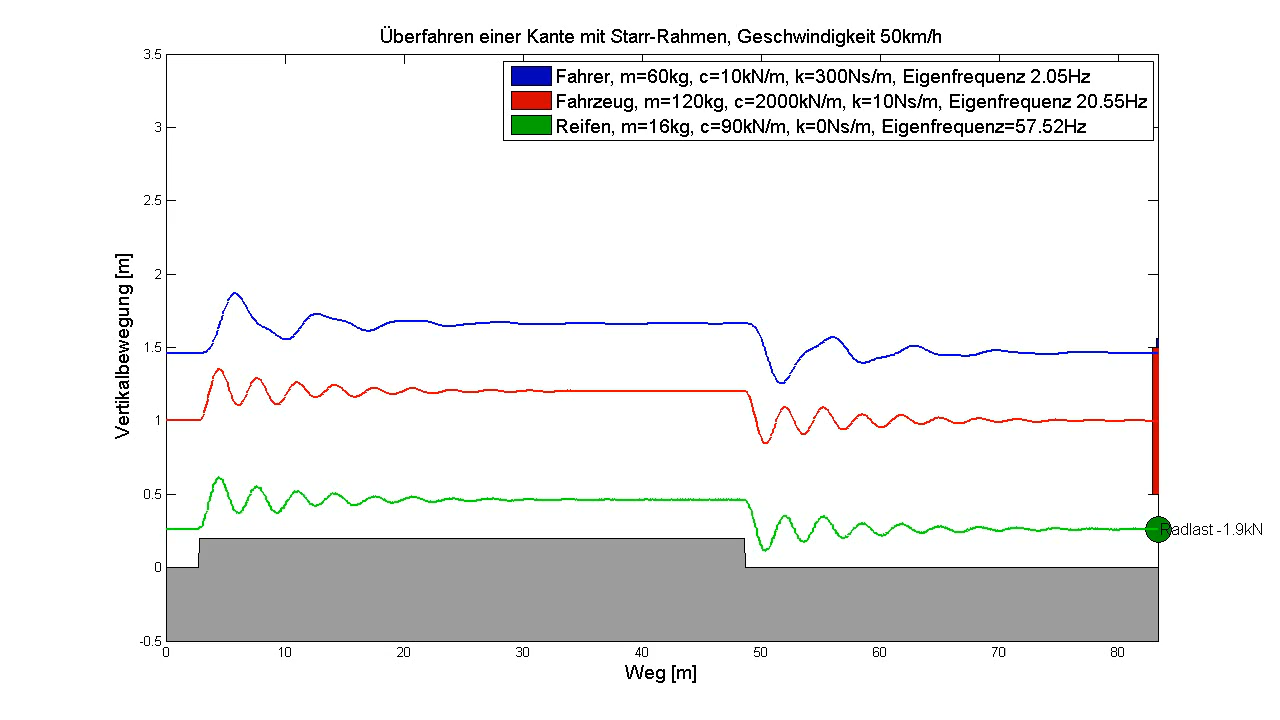 Überfahren einer Kante mit Starr-Rahmen, Geschwindigkeit 50km/h
Fahrer, m=60kg, c=10kN/m, k=300Ns/m, Eigenfrequenz 2.05Hz
Fahrzeug, m=120kg, c=2000kN/m, k=10Ns/m, Eigenfrequenz 20.55Hz
Reifen, m=16kg, c=90kN/m, k=0Ns/m, Eigenfrequenz=57.52Hz
3.5
3
2.5
2
1.5
1
0.5
0
-0.5
Vertikalbewegung [m]
Radlast -1.9kN
0 10 20 30 40 50 60 70 80
Weg [m]